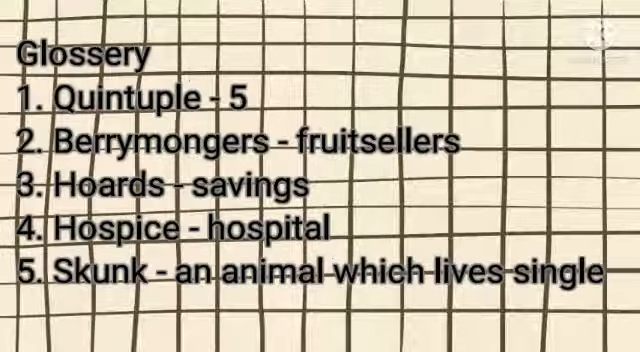 Glossery
1. Quintuple - 5
2. Berrymongers - fruitsellers
3. Hoards - savings
4. Hospice - hospital
5. Skunk - an animal which lives single